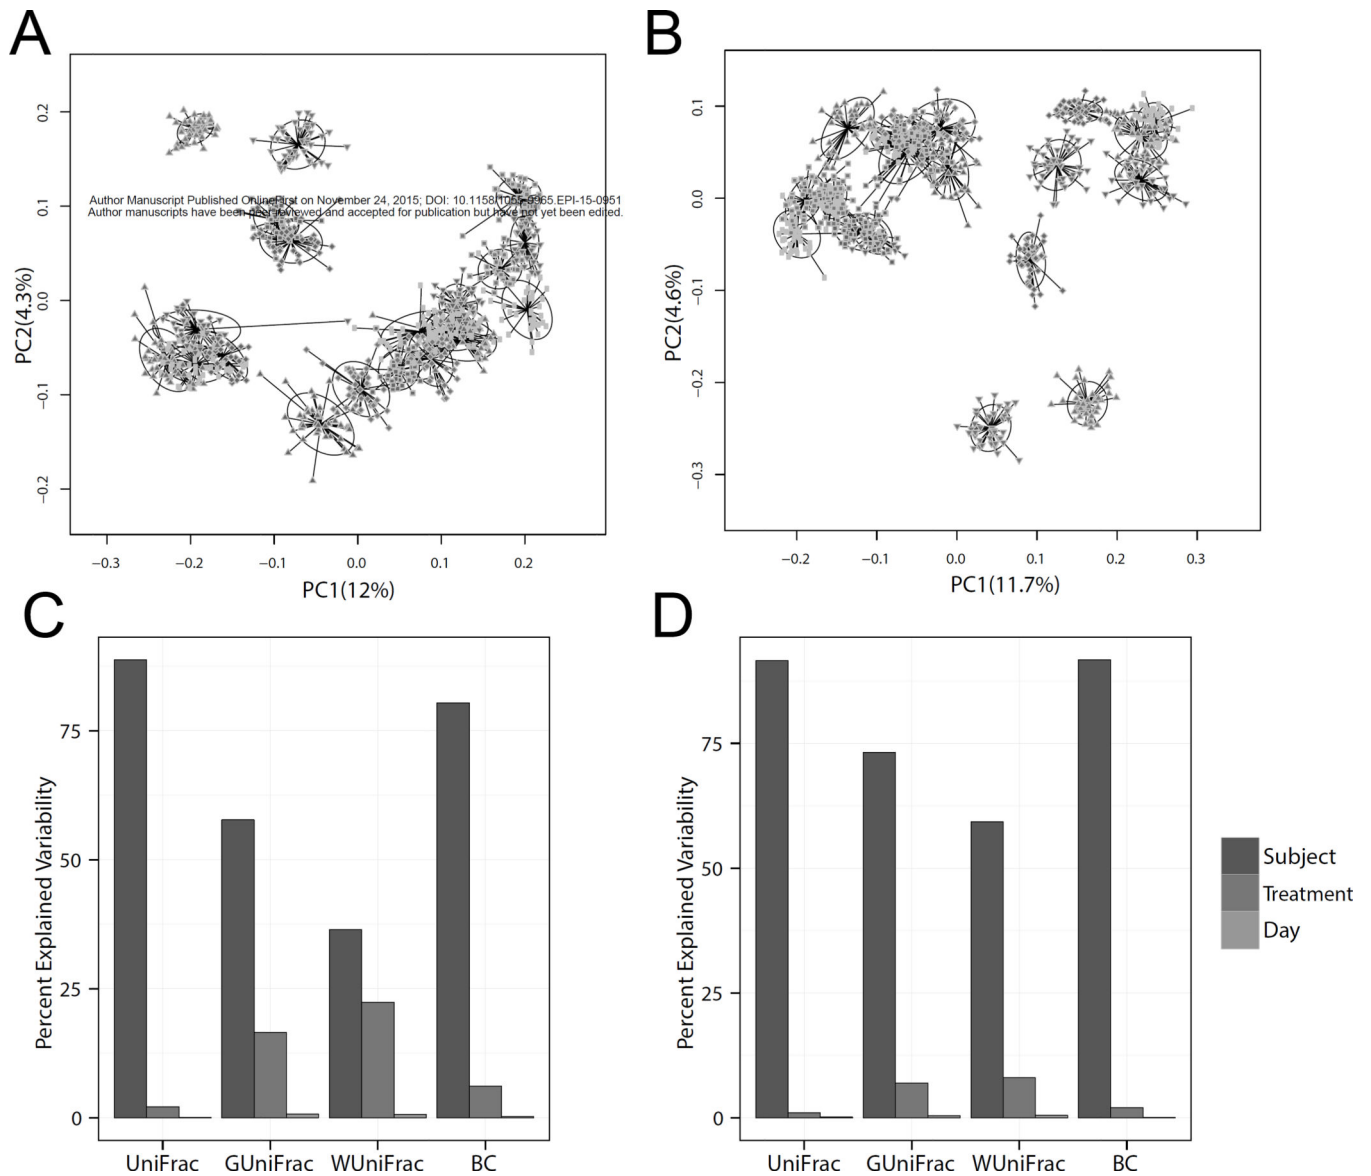 A
B
0.2
0.1
0.0
−0.1
−0.2
PC2(4.3%)
Author Manuscript Published OnlineFirst on November 24, 2015; DOI: 10.1158/1055-9965.EPI-15-0951
Author manuscripts have been peer reviewed and accepted for publication but have not yet been edited.
−0.3
−0.2
−0.1
0.0
0.1
0.2
PC1(12%)
0.1
0.0
−0.1
−0.2
−0.3
PC2(4.6%)
−0.2
−0.1
0.0
0.1
0.2
0.3
PC1(11.7%)
C
D
75
50
25
0
Percent Explained Variability
UniFrac
GUniFrac
WUniFrac
BC
75
50
25
0
Percent Explained Variability
UniFrac
GUniFrac
WUniFrac
BC
Subject
Treatment
Day